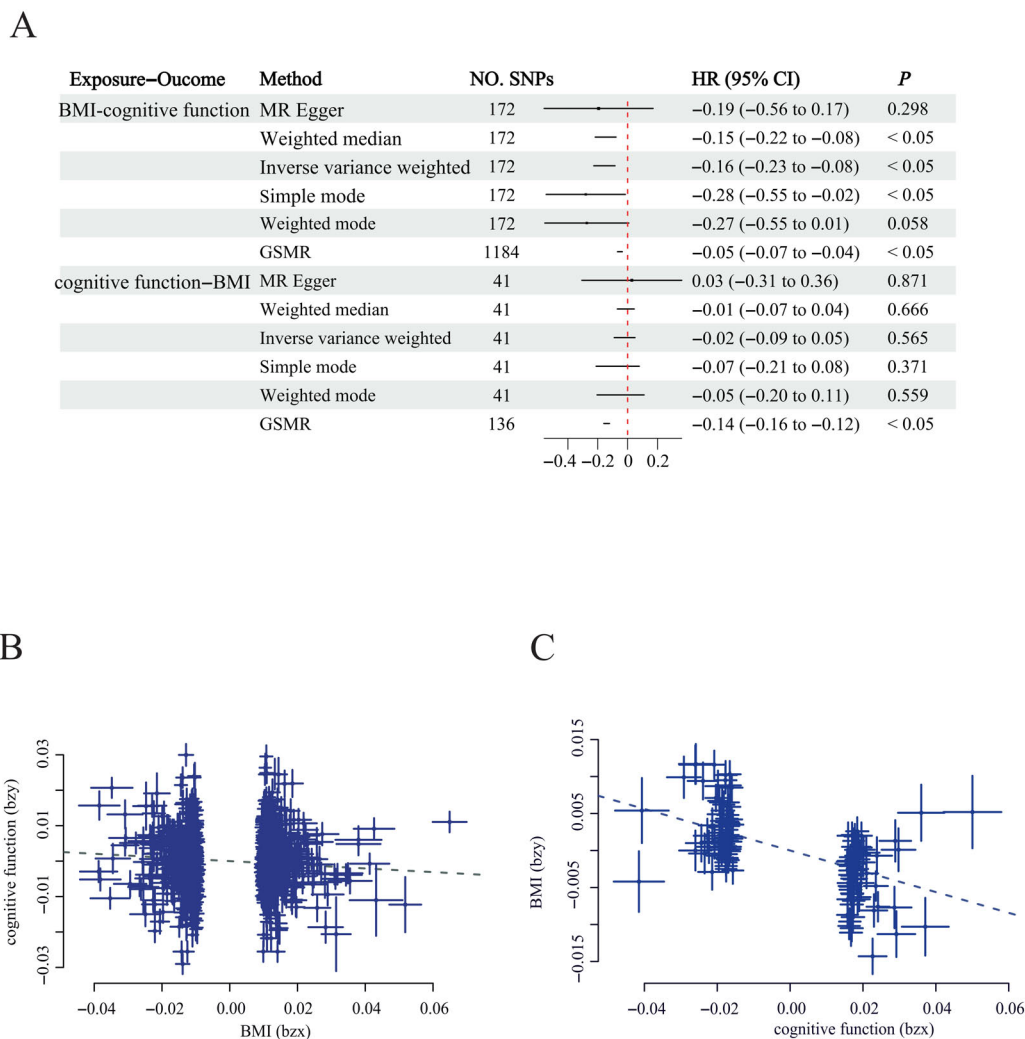 A
Exposure−Oucome Method NO. SNPs HR (95% CI) P
BMI-cognitive function MR Egger 172 −0.19 (−0.56 to 0.17) 0.298
Weighted median 172 −0.15 (−0.22 to −0.08) < 0.05
Inverse variance weighted 172 −0.16 (−0.23 to −0.08) < 0.05
Simple mode 172 −0.28 (−0.55 to −0.02) < 0.05
Weighted mode 172 −0.27 (−0.55 to 0.01) 0.058
GSMR 1184 −0.05 (−0.07 to −0.04) < 0.05
cognitive function−BMI MR Egger 41 0.03 (−0.31 to 0.36) 0.871
Weighted median 41 −0.01 (−0.07 to 0.04) 0.666
Inverse variance weighted 41 −0.02 (−0.09 to 0.05) 0.565
Simple mode 41 −0.07 (−0.21 to 0.08) 0.371
Weighted mode 41 −0.05 (−0.20 to 0.11) 0.559
GSMR 136 −0.14 (−0.16 to −0.12) < 0.05
−0.4 −0.2 0 0.2
B
cognitive function (bzy)
0.03
0.01
−0.01
−0.03
−0.04 −0.02 0.00 0.02 0.04 0.06
BMI (bzx)
C
BMI (bzy)
0.015
0.005
−0.005
−0.015
−0.04 −0.02 0.00 0.02 0.04 0.06
cognitive function (bzx)